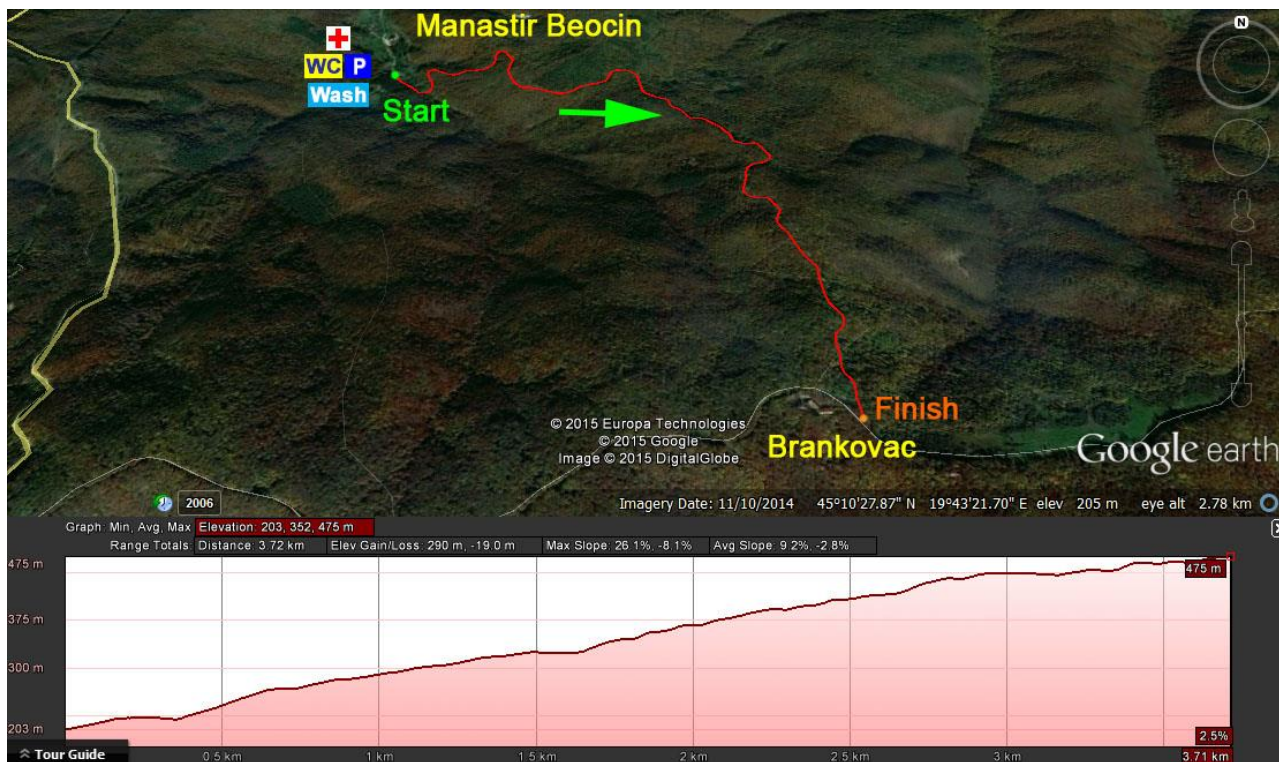 Manastir Beocin
WC P
Wash
Start
N
Finish
Brankovac
© 2015 Europa Technologies
© 2015 Google
Image © 2015 DigitalGlobe
Google earth
2006
Imagery Date: 11/10/2014 45°10'27.87" N 19°43'21.70" E elev 205 m eye alt 2.78 km
Graph: Min, Avg, Max Elevation: 203, 352, 475 m
Range Totals: Distance: 3.72 km Elev Gain/Loss: 290 m, -19.0 m Max Slope: 26.1%, -8.1% Avg Slope: 9.2%, -2.8%
475 m
475 m
375 m
300 m
203 m
2.5%
Tour Guide
0.5 km 1 km 1.5 km 2 km 2.5 km 3 km 3.71 km